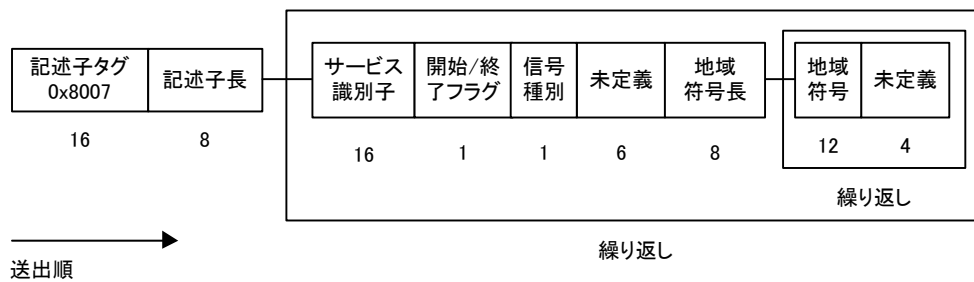 記述子タグ
0x8007
記述子長
サービス
識別子
開始/終
了フラグ
信号
種別
未定義
地域
符号長
地域
符号
未定義
16
8
16
1
1
6
8
12
4
繰り返し
繰り返し
送出順